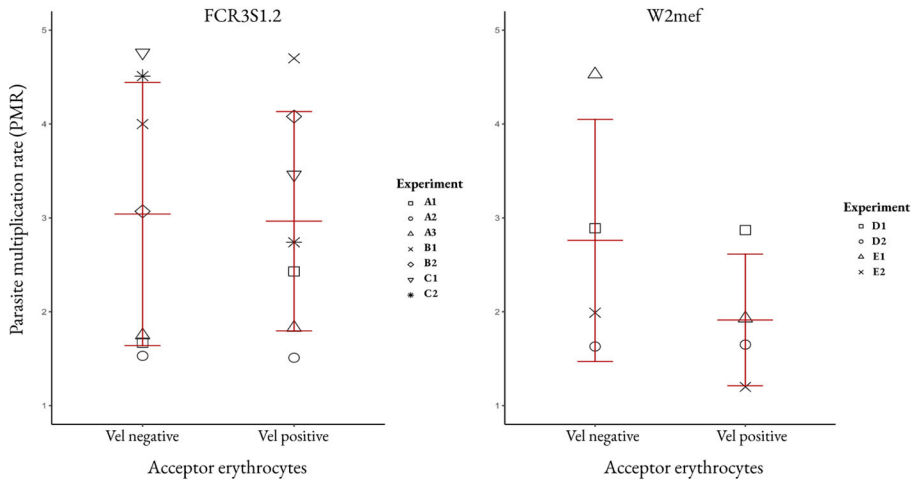 FCR3S1.2
W2mef
Parasite multiplication rate (PMR)
5
4
3
2
1
Vel negative
Vel positive
Acceptor erythrocytes
Experiment
A1
A2
A3
B1
B2
C1
C2
5
4
3
2
1
Vel negative
Vel positive
Acceptor erythrocytes
Experiment
D1
D2
E1
E2